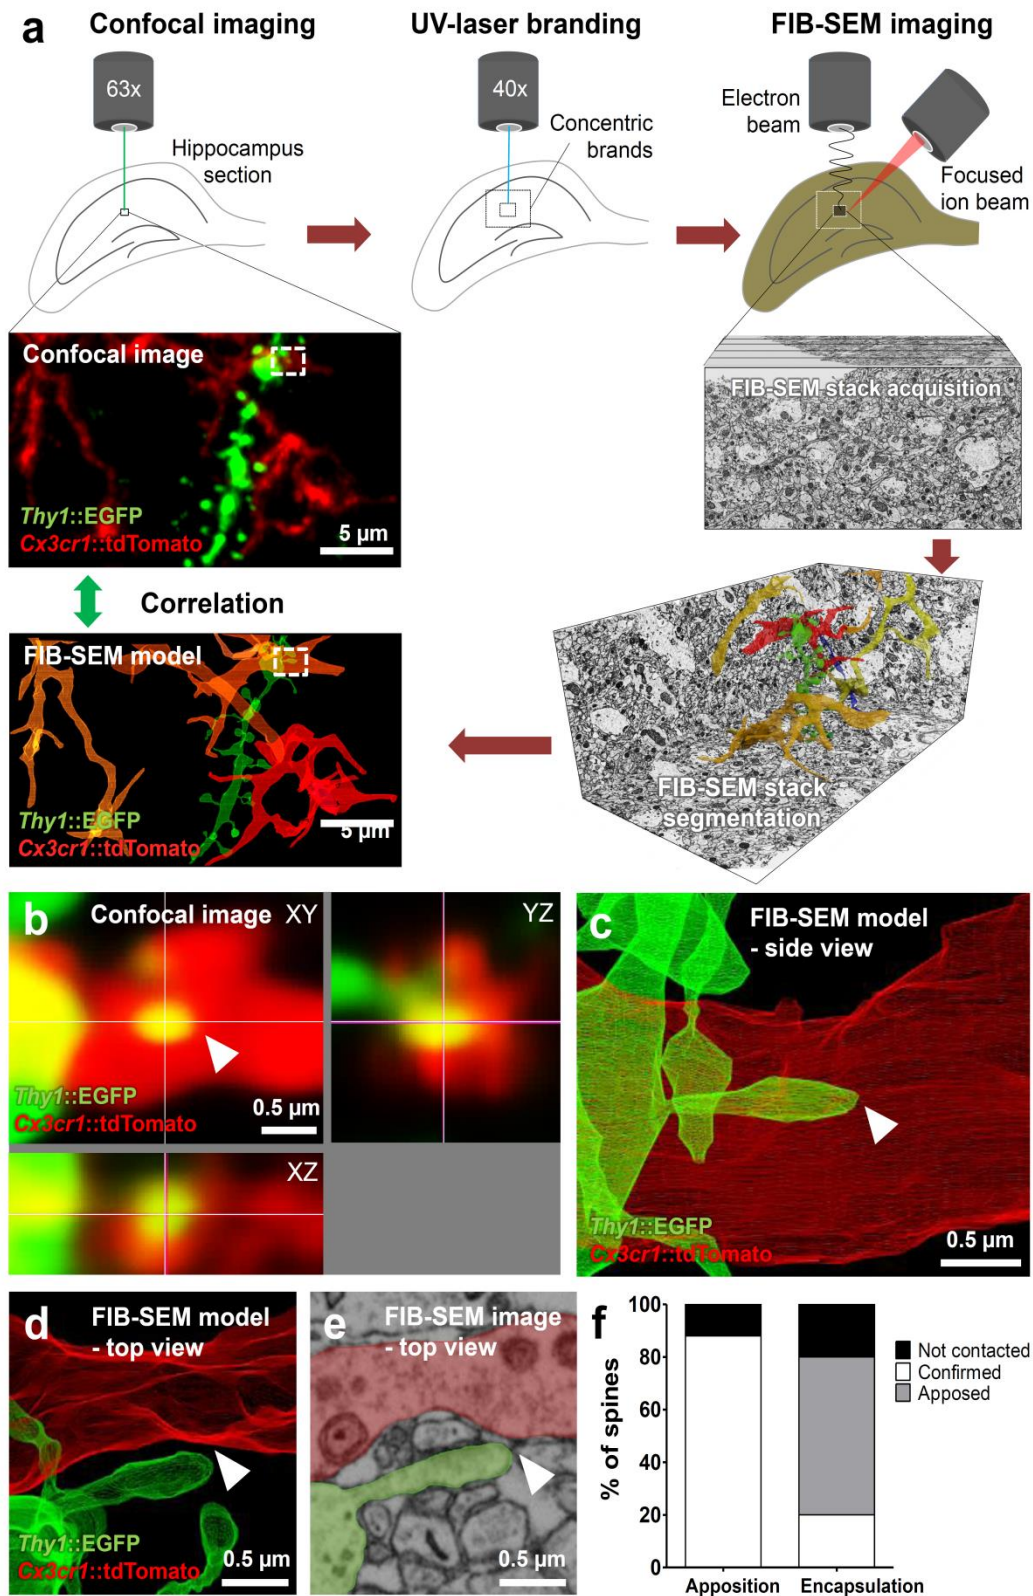 a
Confocal imaging
UV-laser branding
FIB-SEM imaging
63x
40x
Electron
beam
Hippocampus
section
Concentric
brands
Focused
ion beam
Confocal image
Thy1::EGFP
Cx3cr1::tdTomato
5 µm
FIB-SEM stack acquisition
Correlation
FIB-SEM model
Thy1::EGFP
Cx3cr1::tdTomato
5 µm
FIB-SEM stack
segmentation
b
Confocal image
XY
Thy1::EGFP
Cx3cr1::tdTomato
0.5 µm
YZ
XZ
c
FIB-SEM model
- side view
Thy1::EGFP
Cx3cr1::tdTomato
0.5 µm
d
FIB-SEM model
- top view
Thy1::EGFP
Cx3cr1::tdTomato
0.5 µm
e
FIB-SEM image
- top view
0.5 µm
f
% of spines
100
80
60
40
20
0
Apposition
Encapsulation
Not contacted
Confirmed
Apposed